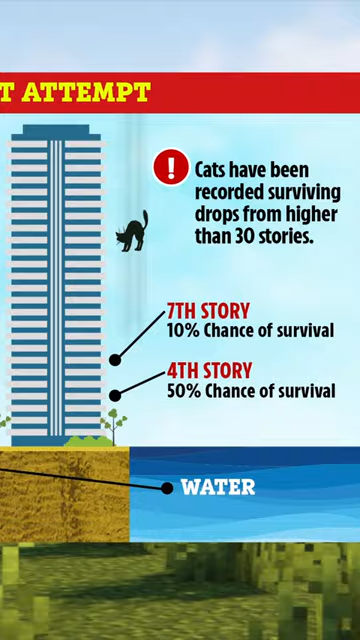 T ATTEMPT
! Cats have been
recorded surviving
drops from higher
than 30 stories.
7TH STORY
10% Chance of survival
4TH STORY
50% Chance of survival
WATER